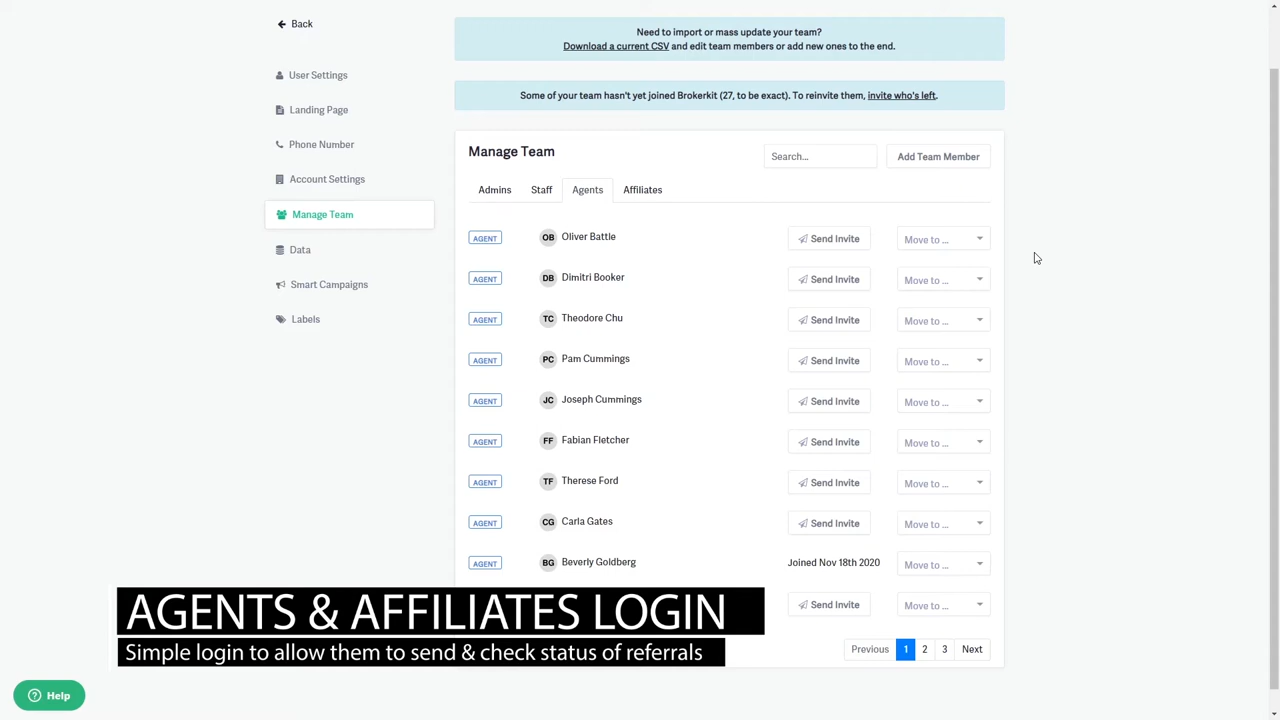 Back
User Settings
Landing Page
Phone Number
Account Settings
Manage Team
Data
Smart Campaigns
Labels
Need to import or mass update your team?
Download a current CSV and edit team members or add new ones to the end.
Some of your team hasn't yet joined Brokerkit (27, to be exact). To reinvite them, invite who's left.
Manage Team
Search...
Add Team Member
Admins Staff Agents Affiliates
AGENT OB Oliver Battle Send Invite Move to ...
AGENT DB Dimitri Booker Send Invite Move to ...
AGENT TC Theodore Chu Send Invite Move to ...
AGENT PC Pam Cummings Send Invite Move to ...
AGENT JC Joseph Cummings Send Invite Move to ...
AGENT FF Fabian Fletcher Send Invite Move to ...
AGENT TF Therese Ford Send Invite Move to ...
AGENT CG Carla Gates Send Invite Move to ...
AGENT BG Beverly Goldberg Joined Nov 18th 2020 Move to ...
Send Invite Move to ...
AGENTS & AFFILIATES LOGIN
Simple login to allow them to send & check status of referrals
Previous 1 2 3 Next
Help